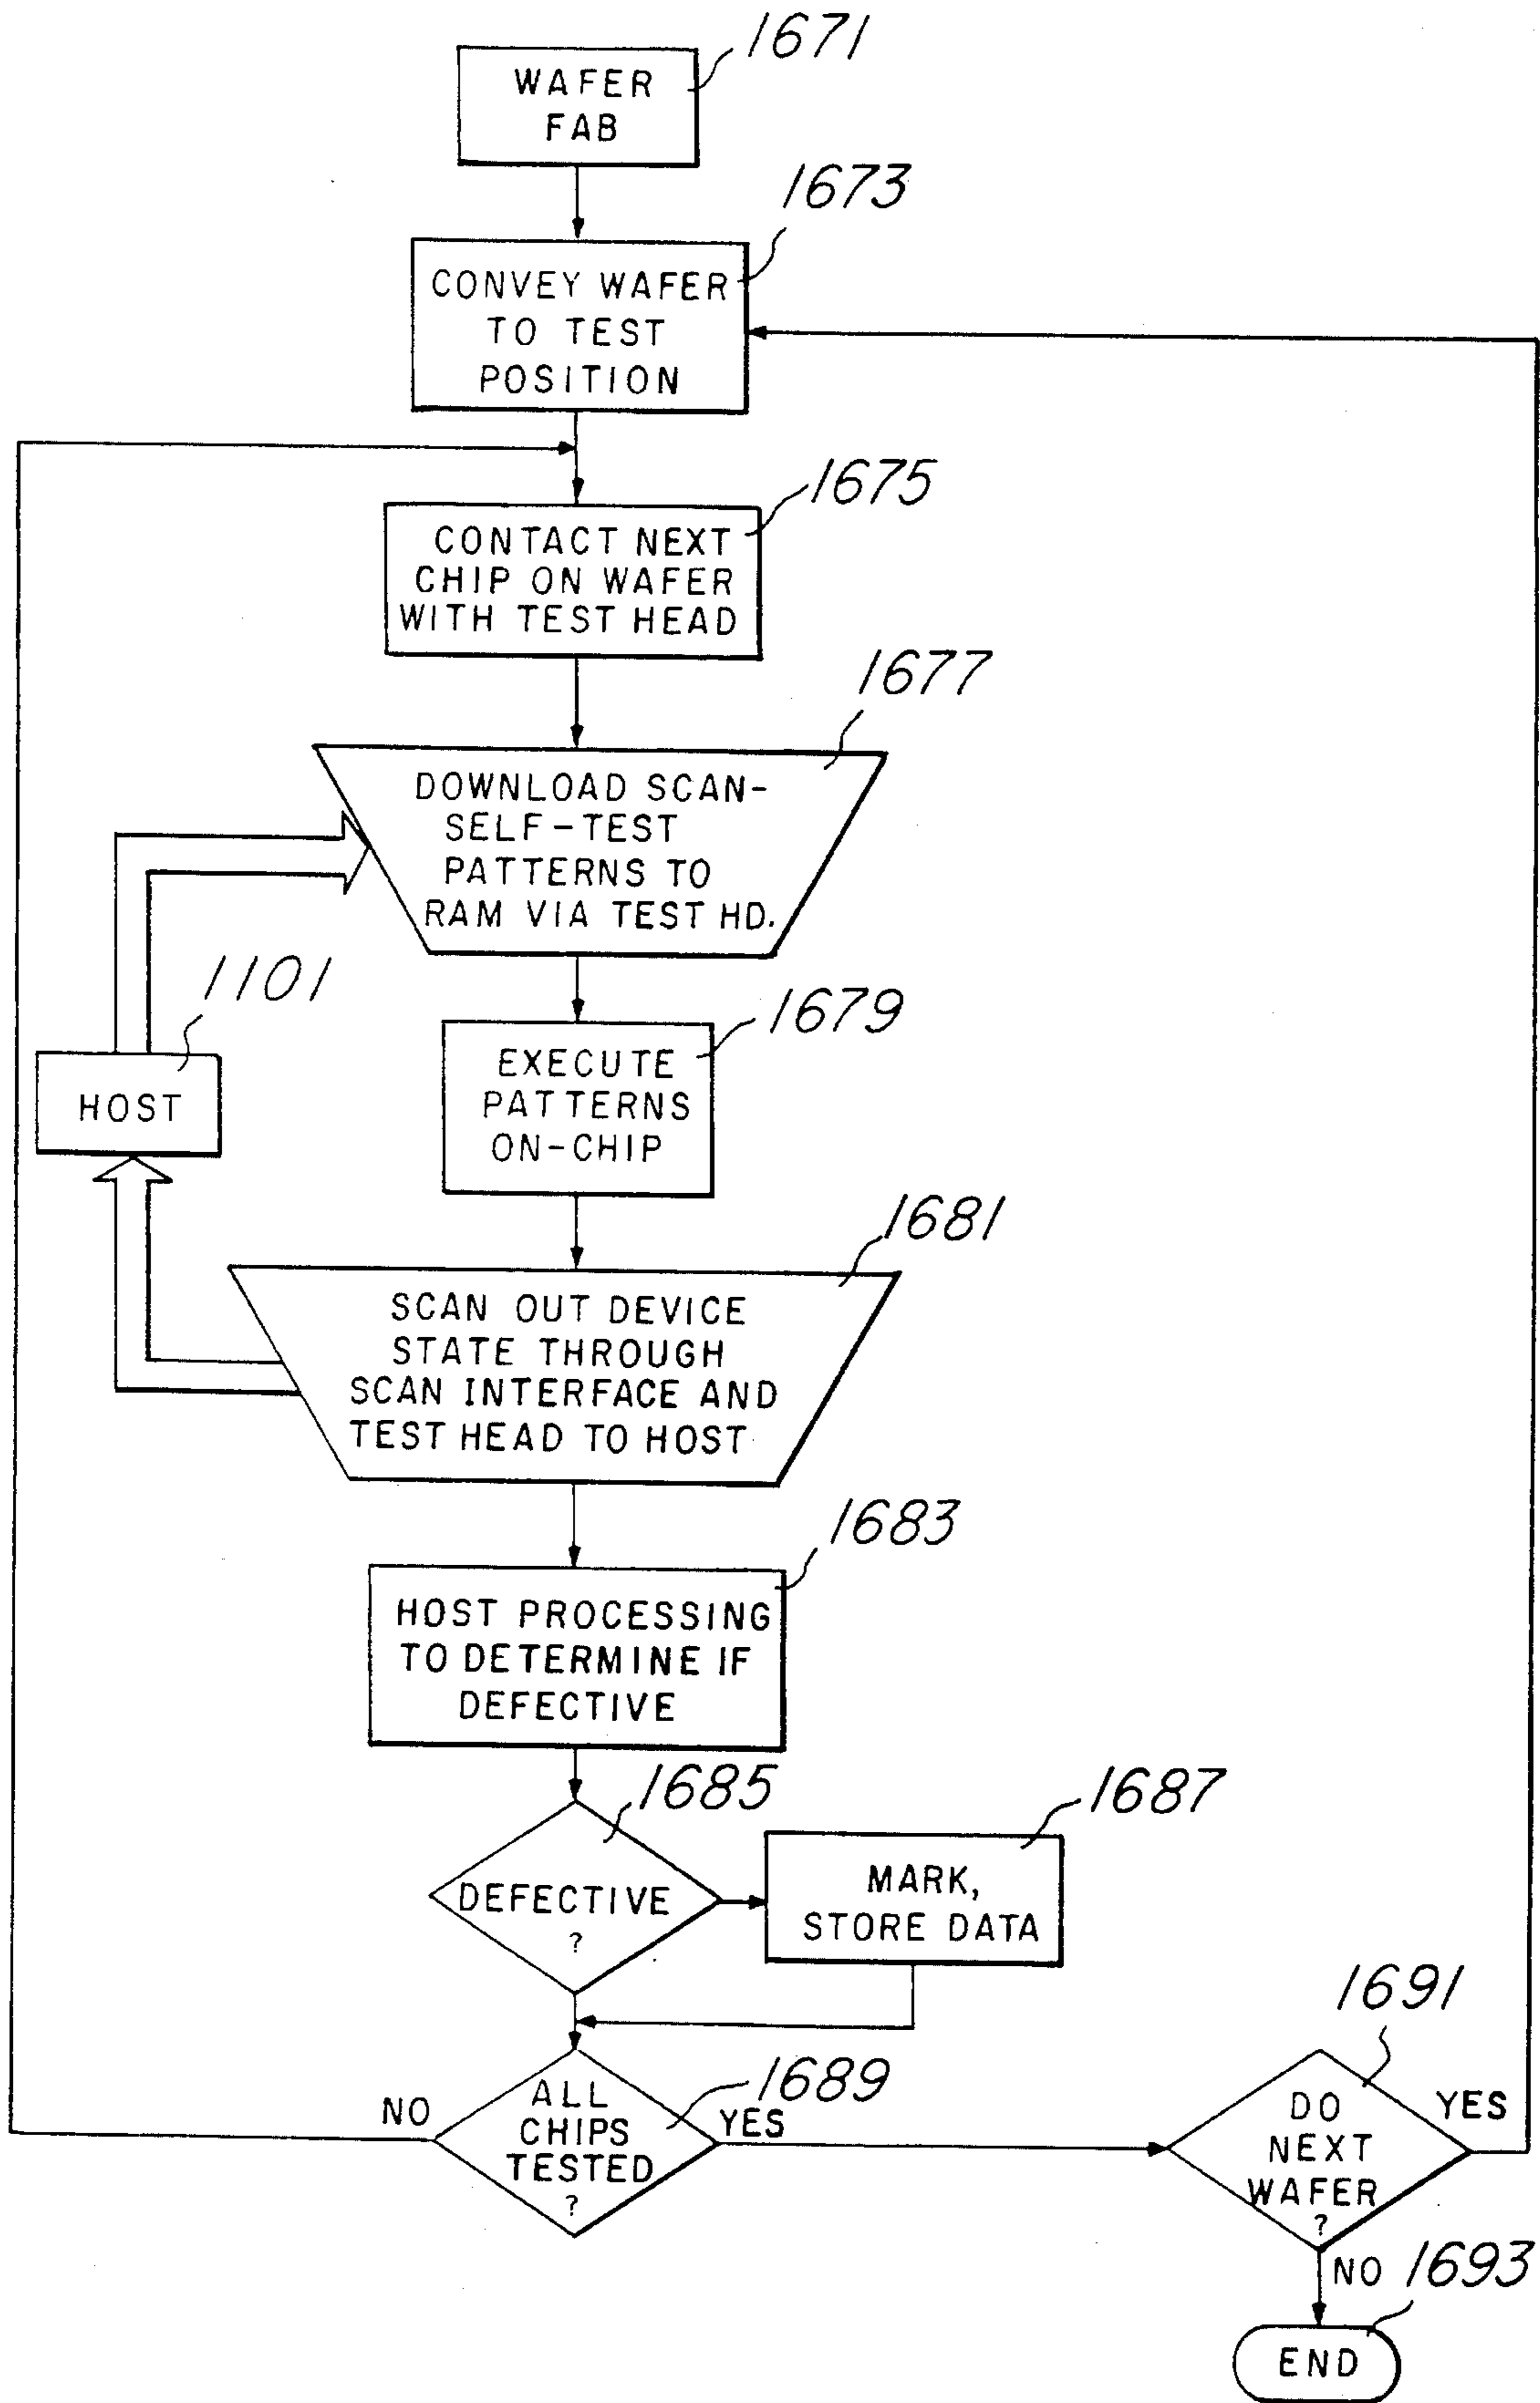 1671
WAFER
FAB
1673
CONVEY WAFER
TO TEST
POSITION
1675
CONTACT NEXT
CHIP ON WAFER
WITH TEST HEAD
1677
DOWNLOAD SCAN-
SELF-TEST
PATTERNS TO
RAM VIA TEST HD.
1101
HOST
1679
EXECUTE
PATTERNS
ON-CHIP
1681
SCAN OUT DEVICE
STATE THROUGH
SCAN INTERFACE AND
TEST HEAD TO HOST
1683
HOST PROCESSING
TO DETERMINE IF
DEFECTIVE
1685
DEFECTIVE
?
1687
MARK,
STORE DATA
1689
ALL
CHIPS
TESTED
?
NO
YES
1691
DO
NEXT
WAFER
?
YES
NO
1693
END